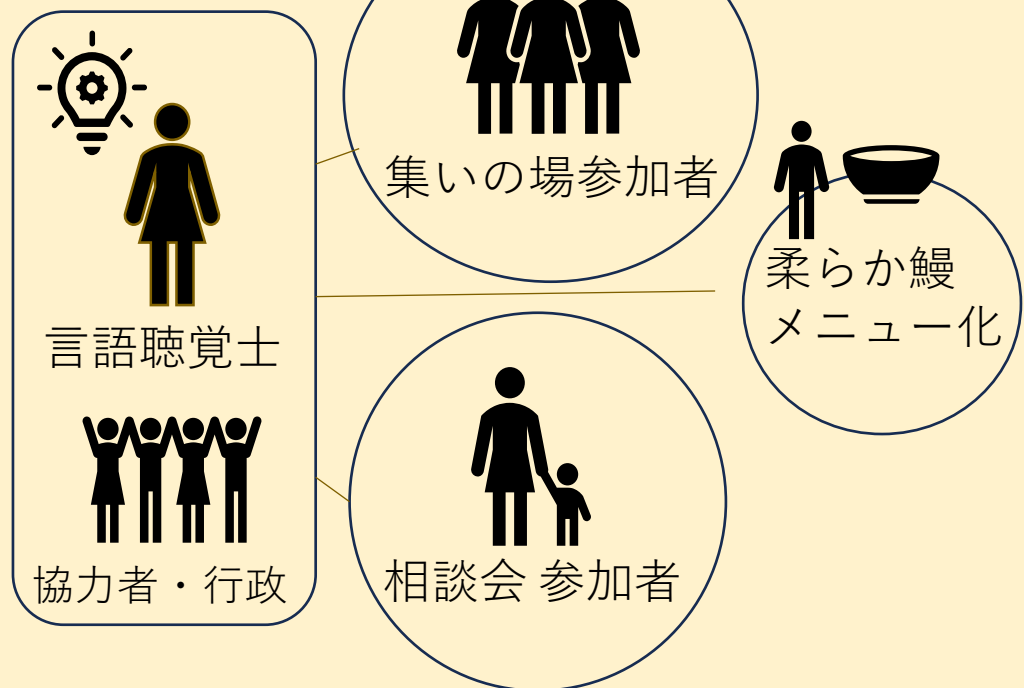 言語聴覚士
協力者・行政
集いの場参加者
柔らか鰻
メニュー化
相談会 参加者